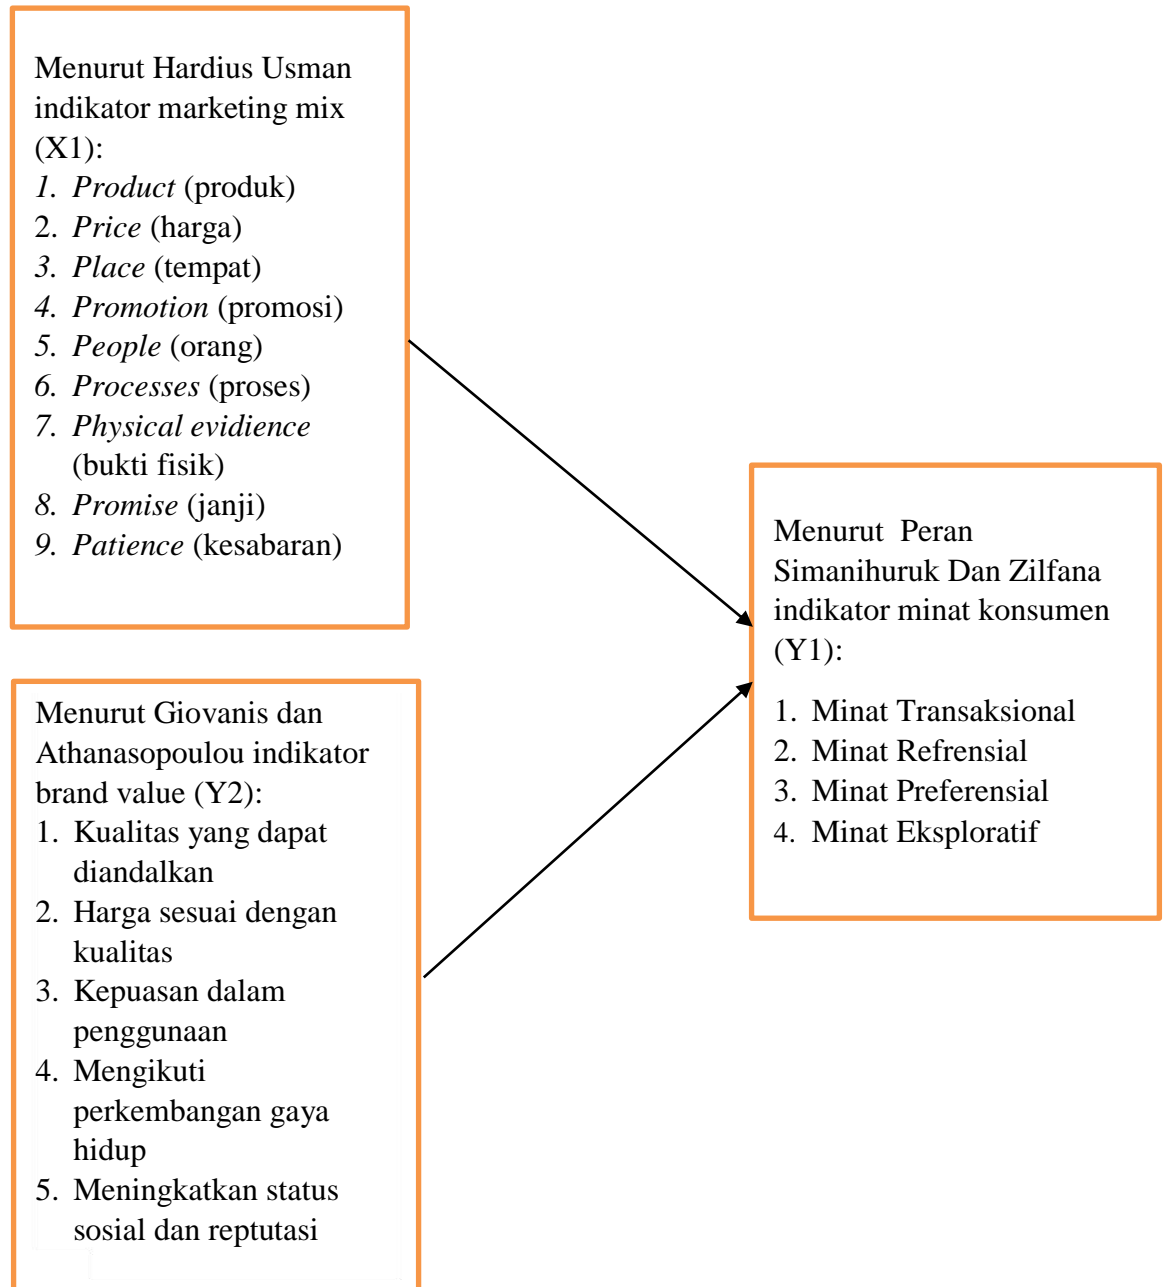 Menurut Hardius Usman
indikator marketing mix
(X1):
1. Product (produk)
2. Price (harga)
3. Place (tempat)
4. Promotion (promosi)
5. People (orang)
6. Processes (proses)
7. Physical evidience
(bukti fisik)
8. Promise (janji)
9. Patience (kesabaran)
Menurut Giovanis dan
Athanasopoulou indikator
brand value (Y2):
1. Kualitas yang dapat
diandalkan
2. Harga sesuai dengan
kualitas
3. Kepuasan dalam
penggunaan
4. Mengikuti
perkembangan gaya
hidup
5. Meningkatkan status
sosial dan reptutasi
Menurut Peran
Simanihuruk Dan Zilfana
indikator minat konsumen
(Y1):
1. Minat Transaksional
2. Minat Refrensial
3. Minat Preferensial
4. Minat Eksploratif